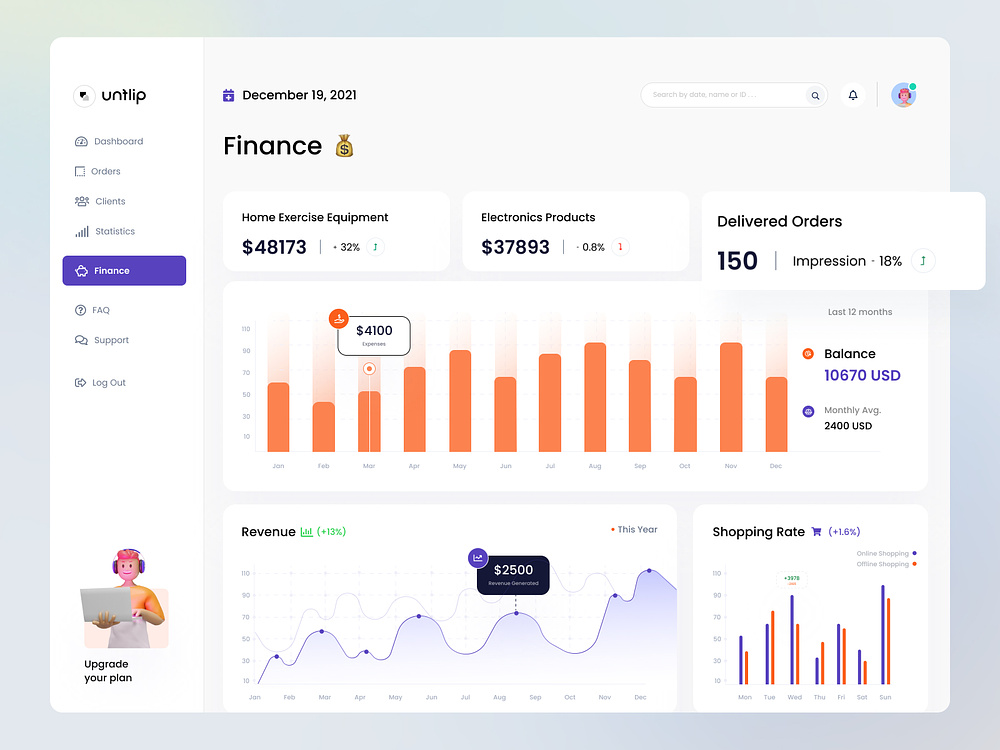 untlip
Dashboard
Orders
Clients
Statistics
Finance
FAQ
Support
Log Out
Upgrade
your plan
December 19, 2021
Search by date, name or ID ....
Finance
Home Exercise Equipment
$48173 + 32%
Electronics Products
$37893 - 0.8%
Delivered Orders
150 Impression - 18%
Last 12 months
$4100
Expenses
110
90
70
50
30
10
Jan Feb Mar Apr May Jun Jul Aug Sep Oct Nov Dec
Balance
10670 USD
Monthly Avg.
2400 USD
Revenue (+13%)
This Year
$2500
Revenue Generated
110
90
70
50
30
10
Jan Feb Mar Apr May Jun Jul Aug Sep Oct Nov Dec
Shopping Rate (+1.6%)
Online Shopping
Offline Shopping
+3978
110
90
70
50
30
10
Mon Tue Wed Thu Fri Sat Sun